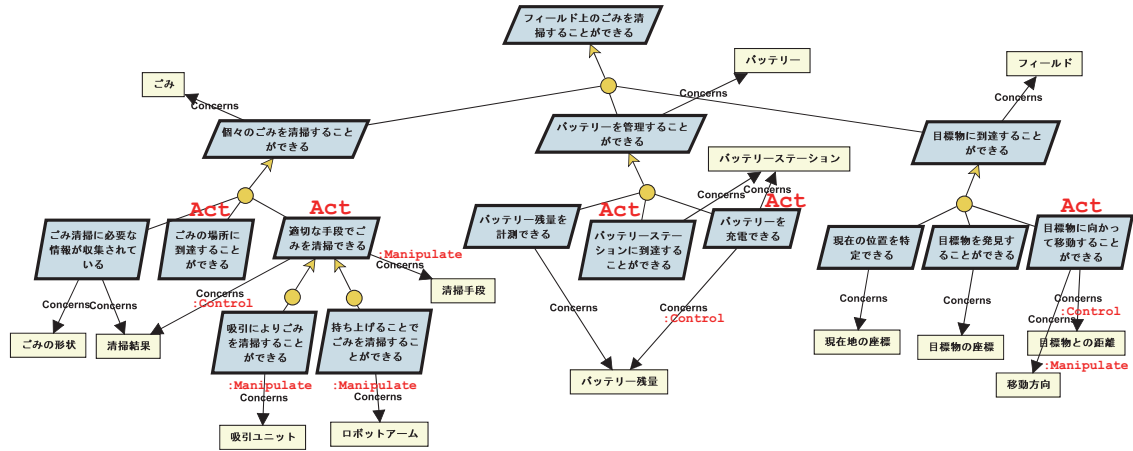 フィールド上のごみを清
掃することができる
バッテリー
フィールド
ごみ
Concerns
Concerns
Concerns
個々のごみを清掃すること
ができる
バッテリーを管理すること
ができる
目標物に到達すること
ができる
バッテリーステーション
Concerns
Concerns
Act
Act
Act
Act
Act
ごみ清掃に必要な
情報が収集されて
いる
ごみの場所に
到達すること
ができる
適切な手段でご
みを清掃できる
バッテリー残量を
計測できる
バッテリーステー
ションに到達する
ことができる
バッテリーを
充電できる
現在の位置を特
定できる
目標物を発見す
ることができる
目標物に向かっ
て移動すること
ができる
:Manipulate
Concerns
清掃手段
Concerns
Concerns
Concerns
:Control
ごみの形状
清掃結果
吸引によりごみ
を清掃すること
ができる
持ち上げることで
ごみを清掃するこ
とができる
Concerns
Concerns
:Control
Concerns
Concerns
Concerns
Concerns
:Control
現在地の座標
目標物の座標
目標物との距離
:Manipulate
移動方向
バッテリー残量
:Manipulate
Concerns
:Manipulate
Concerns
吸引ユニット
ロボットアーム